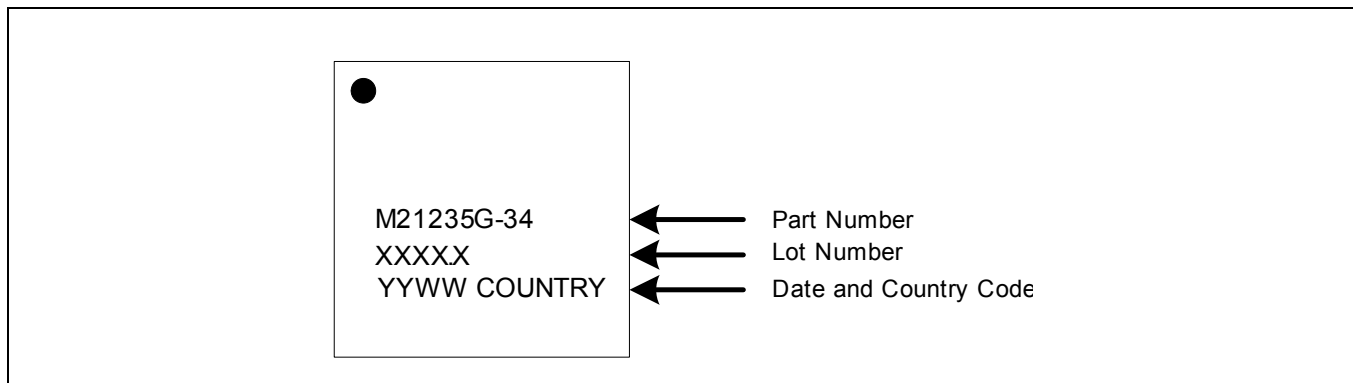 M21235G-34
XXXX.X
YYWW COUNTRY
Part Number
Lot Number
Date and Country Code